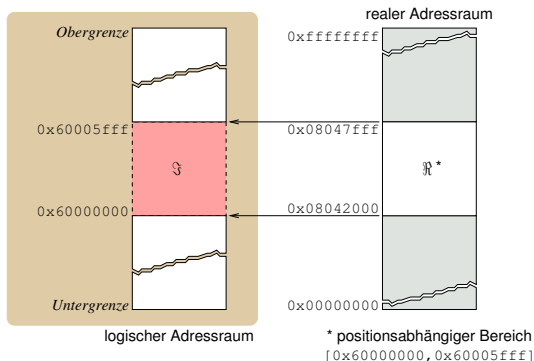 realer Adressraum
Obergrenze
0xffffffff
0x60005fff
0x08047fff
ℑ
ℜ*
0x60000000
0x08042000
Untergrenze
0x00000000
logischer Adressraum
* positionsabhängiger Bereich
[0x60000000,0x60005fff]